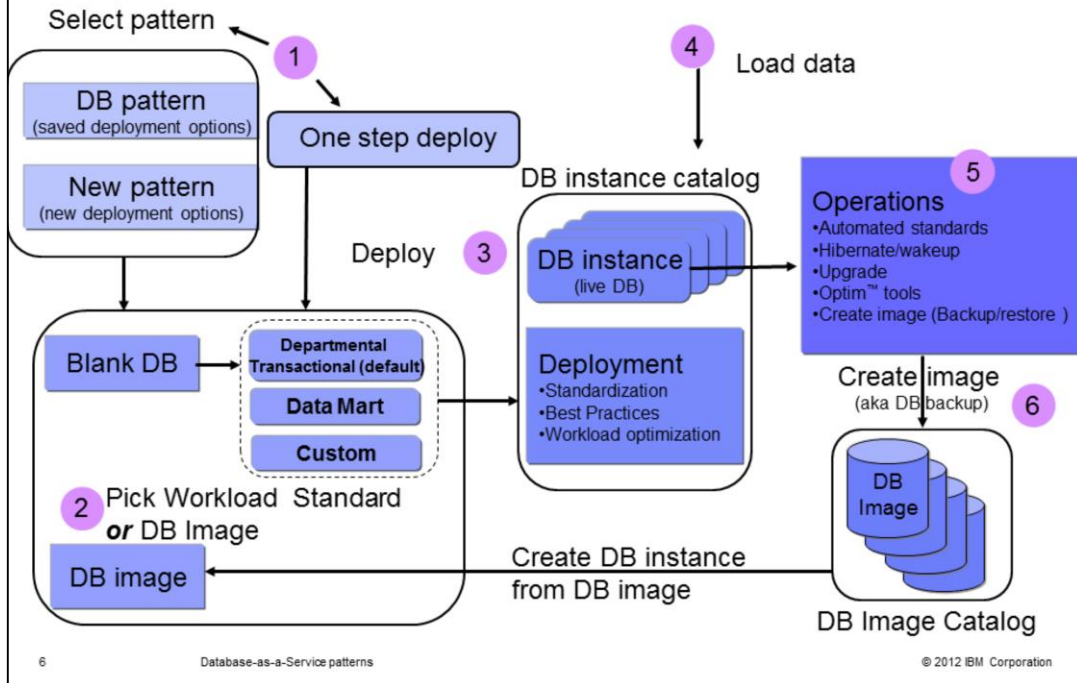 Select pattern
1
DB pattern
(saved deployment options)
New pattern
(new deployment options)
One step deploy
4
Load data
DB instance catalog
Deploy
3
DB instance
(live DB)
Deployment
•Standardization
•Best Practices
•Workload optimization
5
Operations
•Automated standards
•Hibernate/wakeup
•Upgrade
•Optim™ tools
•Create image (Backup/restore )
Blank DB
Departmental
Transactional (default)
Data Mart
Custom
2
Pick Workload Standard
or DB Image
DB image
Create image
(aka DB backup)
6
DB
Image
Create DB instance
from DB image
DB Image Catalog
6
Database-as-a-Service patterns
© 2012 IBM Corporation